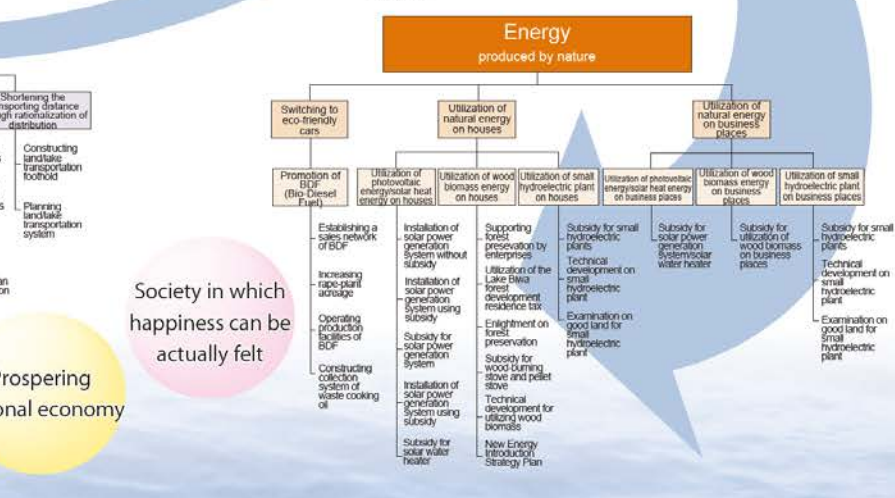 Energy
produced by nature
Shortening the
nsporting distance
gh rationalization of
distribution
Constructing
land/lake
transportation
foothold
Planning
land/lake
transportation
system
Society in which
happiness can be
actually felt
Prospering
onal economy
Switching to
eco-friendly
cars
Utilization of
natural energy
on houses
Utilization of
natural energy
on business
places
Promotion of
BDF
(Bio-Diesel
Fuel)
Utilization of
photovoltaic
energy/solar heat
energy on houses
Utilization of wood
biomass energy
on houses
Utilization of small
hydroelectric plant
on houses
Utilization of photovoltaic
energy/solar heat energy
on business places
Utilization of wood
biomass energy
on business
places
Utilization of small
hydroelectric plant
on business places
Establishing a
sales network
of BDF
Increasing
rape-plant
acreage
Operating
production
facilities of
BDF
Constructing
collection
system of
waste cooking
oil
Installation of
solar power
generation
system without
subsidy
Installation of
solar power
generation
system using
subsidy
Subsidy for
solar power
generation
system
Installation of
solar power
generation
system using
subsidy
Subsidy for
solar water
heater
Supporting
forest
presevation by
enterprises
Utilization of the
Lake Biwa
forest
development
residence tax
Enlightment on
forest
preservation
Subsidy for
wood-burning
stove and pellet
stove
Technical
development for
utilizing wood
biomass
New Energy
Introduction
Strategy Plan
Subsidy for small
hydroelectric
plants
Technical
development on
small
hydroelectric
plant
Examination on
good land for
small
hydroelectric
plant
Subsidy for
solar power
generation
system/solar
water heater
Subsidy for
utilization of
wood biomass
on business
places
Subsidy for small
hydroelectric
plants
Technical
development on
small
hydroelectric
plant
Examination on
good land for
small
hydroelectric
plant